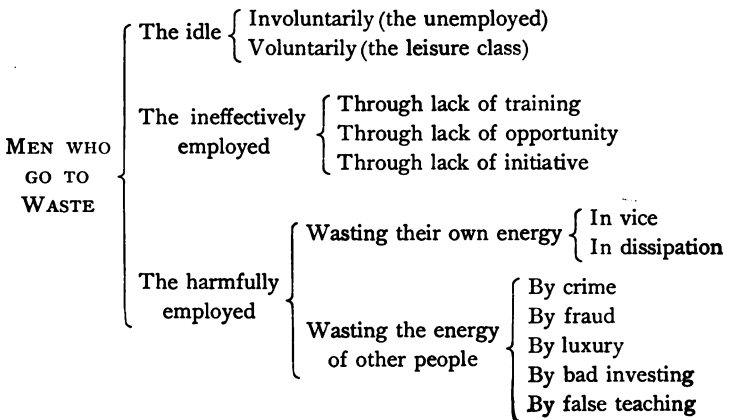 MEN WHO
GO TO
WASTE
The idle
Involuntarily (the unemployed)
Voluntarily (the leisure class)
The ineffectively
employed
Through lack of training
Through lack of opportunity
Through lack of initiative
The harmfully
employed
Wasting their own energy
In vice
In dissipation
Wasting the energy
of other people
By crime
By fraud
By luxury
By bad investing
By false teaching